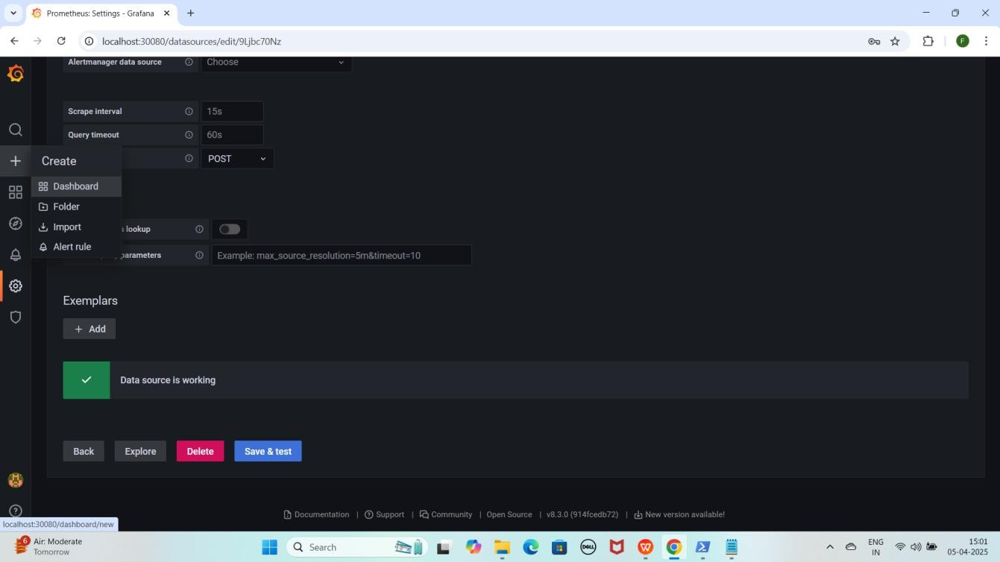 Prometheus: Settings - Grafana
localhost:30080/datasources/edit/9Ljbc70Nz
F
Alertmanager data source
Choose
Scrape interval
15s
Query timeout
60s
POST
Create
Dashboard
Folder
Import
Alert rule
s lookup
parameters
Example: max_source_resolution=5m&timeout=10
Exemplars
+ Add
Data source is working
Back
Explore
Delete
Save & test
Documentation | Support | Community | Open Source | v8.3.0 (914fcedb72) | New version available!
localhost:30080/dashboard/new
6
Air: Moderate
Tomorrow
Search
DELL
W
ENG
IN
15:01
05-04-2025